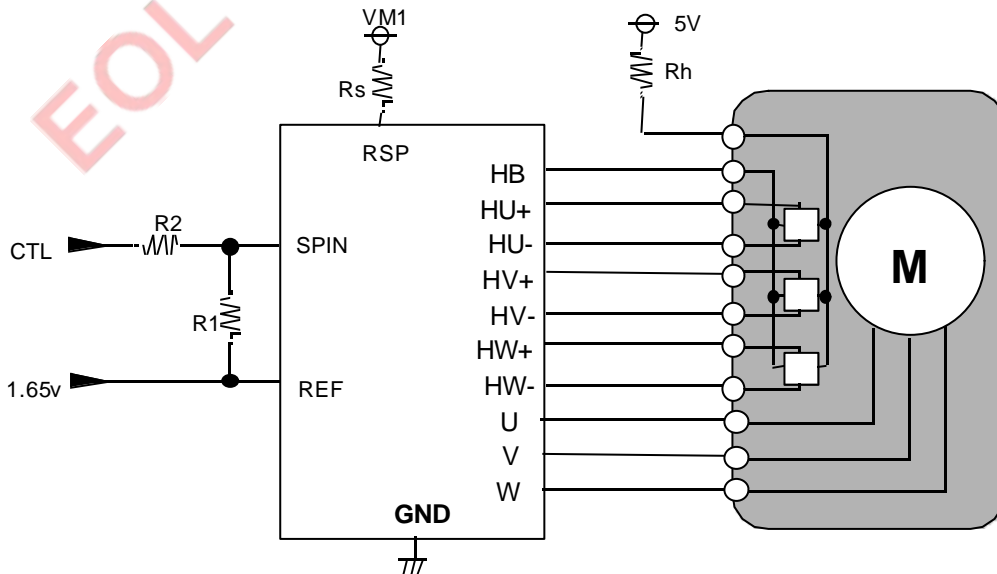 EOL
VM1
5V
Rs
Rh
RSP
HB
HU+
R2
CTL
SPIN
HU-
HV+
R1
HV-
HW+
1.65v
REF
HW-
U
V
W
GND
M